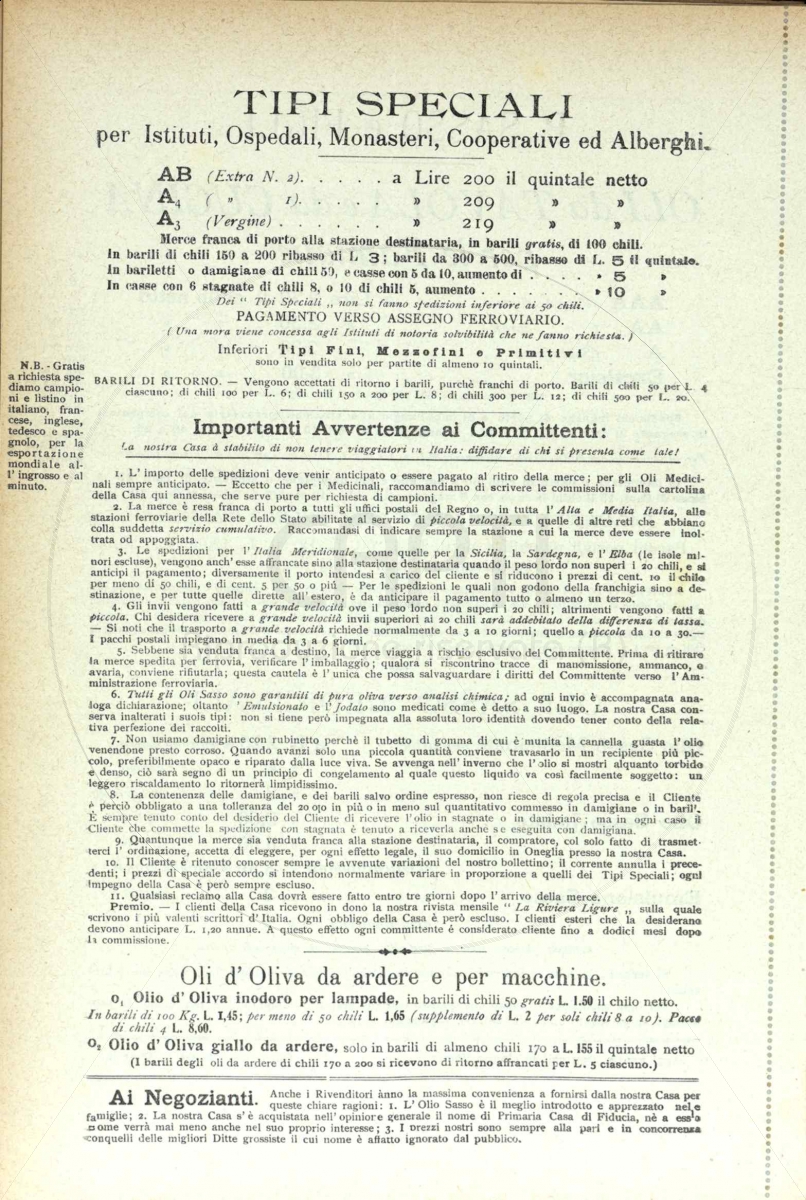 TIPI SPECIALI
per Istituti, Ospedali, Monasteri, Cooperative ed Alberghi.
AB (Extra N. 2). . . . . a Lire 200 il quintale netto
A4 ( „ 1). . . . . » 209 » »
A3 (Vergine) . . . . . . » 219 » »
Merce franca di porto alla stazione destinataria, in barili gratis, di 100 chili.
In barili di chili 150 a 200 ribasso di L 3; barili da 300 a 500, ribasso di L. 5 il quintale.
In bariletti o damigiane di chili 50, e casse con 5 da 10, aumento di . . . . » 5 »
In casse con 6 stagnate di chili 8, o 10 di chili 5, aumento . . . . . . . » 10 »
Dei " Tipi Speciali „ non si fanno spedizioni inferiore ai 50 chili.
PAGAMENTO VERSO ASSEGNO FERROVIARIO.
( Una mora viene concessa agli Istituti di notoria solvibilità che ne fanno richiesta. )
Inferiori Tipi Fini, Mezzofini e Primitivi
sono in vendita solo per partite di almeno 10 quintali.
N.B. - Gratis
a richiesta spe-
diamo campio-
ni e listino in
italiano, fran-
cese, inglese,
tedesco e spa-
gnolo, per la
esportazione
mondiale al-
l' ingrosso e al
minuto.
BARILI DI RITORNO. — Vengono accettati di ritorno i barili, purchè franchi di porto. Barili di chili 50 per L. 4
ciascuno; di chili 100 per L. 6; di chili 150 a 200 per L. 8; di chili 300 per L. 12; di chili 500 per L. 20.
Importanti Avvertenze ai Committenti:
La nostra Casa à stabilito di non tenere viaggiatori in Italia: diffidare di chi si presenta come tale!
1. L' importo delle spedizioni deve venir anticipato o essere pagato al ritiro della merce; per gli Oli Medici-
nali sempre anticipato. — Eccetto che per i Medicinali, raccomandiamo di scrivere le commissioni sulla cartolina
della Casa qui annessa, che serve pure per richiesta di campioni.
2. La merce è resa franca di porto a tutti gli uffici postali del Regno o, in tutta l' Alta e Media Italia, alle
stazioni ferroviarie della Rete dello Stato abilitate al servizio di piccola velocità, e a quelle di altre reti che abbiano
colla suddetta servizio cumulativo. Raccomandasi di indicare sempre la stazione a cui la merce deve essere inol-
trata od appoggiata.
3. Le spedizioni per l' Italia Meridionale, come quelle per la Sicilia, la Sardegna, e l' Elba (le isole mi-
nori escluse), vengono anch' esse affrancate sino alla stazione destinataria quando il peso lordo non superi i 20 chili, e si
anticipi il pagamento; diversamente il porto intendesi a carico del cliente e si riducono i prezzi di cent. 10 il chilo
per meno di 50 chili, e di cent. 5 per 50 o più — Per le spedizioni le quali non godono della franchigia sino a de-
stinazione, e per tutte quelle dirette all' estero, è da anticipare il pagamento tutto o almeno un terzo.
4. Gli invii vengono fatti a grande velocità ove il peso lordo non superi i 20 chili; altrimenti vengono fatti a
piccola. Chi desidera ricevere a grande velocità invii superiori ai 20 chili sarà addebitato della differenza di tassa.
— Si noti che il trasporto a grande velocità richiede normalmente da 3 a 10 giorni; quello a piccola da 10 a 30.—
I pacchi postali impiegano in media da 3 a 6 giorni.
5. Sebbene sia venduta franca a destino, la merce viaggia a rischio esclusivo del Committente. Prima di ritirare
la merce spedita per ferrovia, verificare l' imballaggio; qualora si riscontrino tracce di manomissione, ammanco, o
avaria, conviene rifiutarla; questa cautela è l' unica che possa salvaguardare i diritti del Committente verso l' Am-
ministrazione ferroviaria.
6. Tutti gli Oli Sasso sono garantiti di pura oliva verso analisi chimica; ad ogni invio è accompagnata ana-
loga dichiarazione; oltanto ' Emulsionato e l' Jodato sono medicati come è detto a suo luogo. La nostra Casa con-
serva inalterati i suois tipi: non si tiene però impegnata alla assoluta loro identità dovendo tener conto della rela-
tiva perfezione dei raccolti.
7. Non usiamo damigiane con rubinetto perchè il tubetto di gomma di cui è munita la cannella guasta l' olio
venendone presto corroso. Quando avanzi solo una piccola quantità conviene travasarlo in un recipiente più pic-
colo, preferibilmente opaco e riparato dalla luce viva. Se avvenga nell' inverno che l' olio si mostri alquanto torbido
e denso, ciò sarà segno di un principio di congelamento al quale questo liquido va così facilmente soggetto: un
leggero riscaldamento lo ritornerà limpidissimo.
8. La contenenza delle damigiane, e dei barili salvo ordine espresso, non riesce di regola precisa e il Cliente
è perciò obbligato a una tolleranza del 20 0|0 in più o in meno sul quantitativo commesso in damigiane o in barili.
È sempre tenuto conto del desiderio del Cliente di ricevere l'olio in stagnate o in damigiane; ma in ogni caso il
Cliente che commette la spedizione con stagnata è tenuto a riceverla anche se eseguita con damigiana.
9. Quantunque la merce sia venduta franca alla stazione destinataria, il compratore, col solo fatto di trasmet-
terci l' ordinazione, accetta di eleggere, per ogni effetto legale, il suo domicilio in Oneglia presso la nostra Casa.
10. Il Cliente è ritenuto conoscer sempre le avvenute variazioni del nostro bollettino; il corrente annulla i prece-
denti; i prezzi di speciale accordo si intendono normalmente variare in proporzione a quelli dei Tipi Speciali; ogni
impegno della Casa è però sempre escluso.
11. Qualsiasi reclamo alla Casa dovrà essere fatto entro tre giorni dopo l' arrivo della merce.
Premio. — I clienti della Casa ricevono in dono la nostra rivista mensile " La Riviera Ligure „ sulla quale
scrivono i più valenti scrittori d' Italia. Ogni obbligo della Casa è però escluso. I clienti esteri che la desiderano
devono anticipare L. 1,20 annue. A questo effetto ogni committente è considerato cliente fino a dodici mesi dopo
la commissione.
Oli d' Oliva da ardere e per macchine.
O1 Olio d' Oliva inodoro per lampade, in barili di chili 50 gratis L. 1.50 il chilo netto.
In barili di 100 Kg. L. 1,45; per meno di 50 chili L. 1,65 (supplemento di L. 2 per soli chili 8 a 10). Pacco
di chili 4 L. 8,60.
O2 Olio d' Oliva giallo da ardere, solo in barili di almeno chili 170 a L. 155 il quintale netto
(I barili degli oli da ardere di chili 170 a 200 si ricevono di ritorno affrancati per L. 5 ciascuno.)
Ai Negozianti. Anche i Rivenditori ànno la massima convenienza a fornirsi dalla nostra Casa per
queste chiare ragioni: 1. L' Olio Sasso è il meglio introdotto e apprezzato nele
famiglie; 2. La nostra Casa s' è acquistata nell' opinione generale il nome di Primaria Casa di Fiducia, nè a esso
nome verrà mai meno anche nel suo proprio interesse; 3. I prezzi nostri sono sempre alla pari e in concorrenza
conquelli delle migliori Ditte grossiste il cui nome è affatto ignorato dal pubblico.